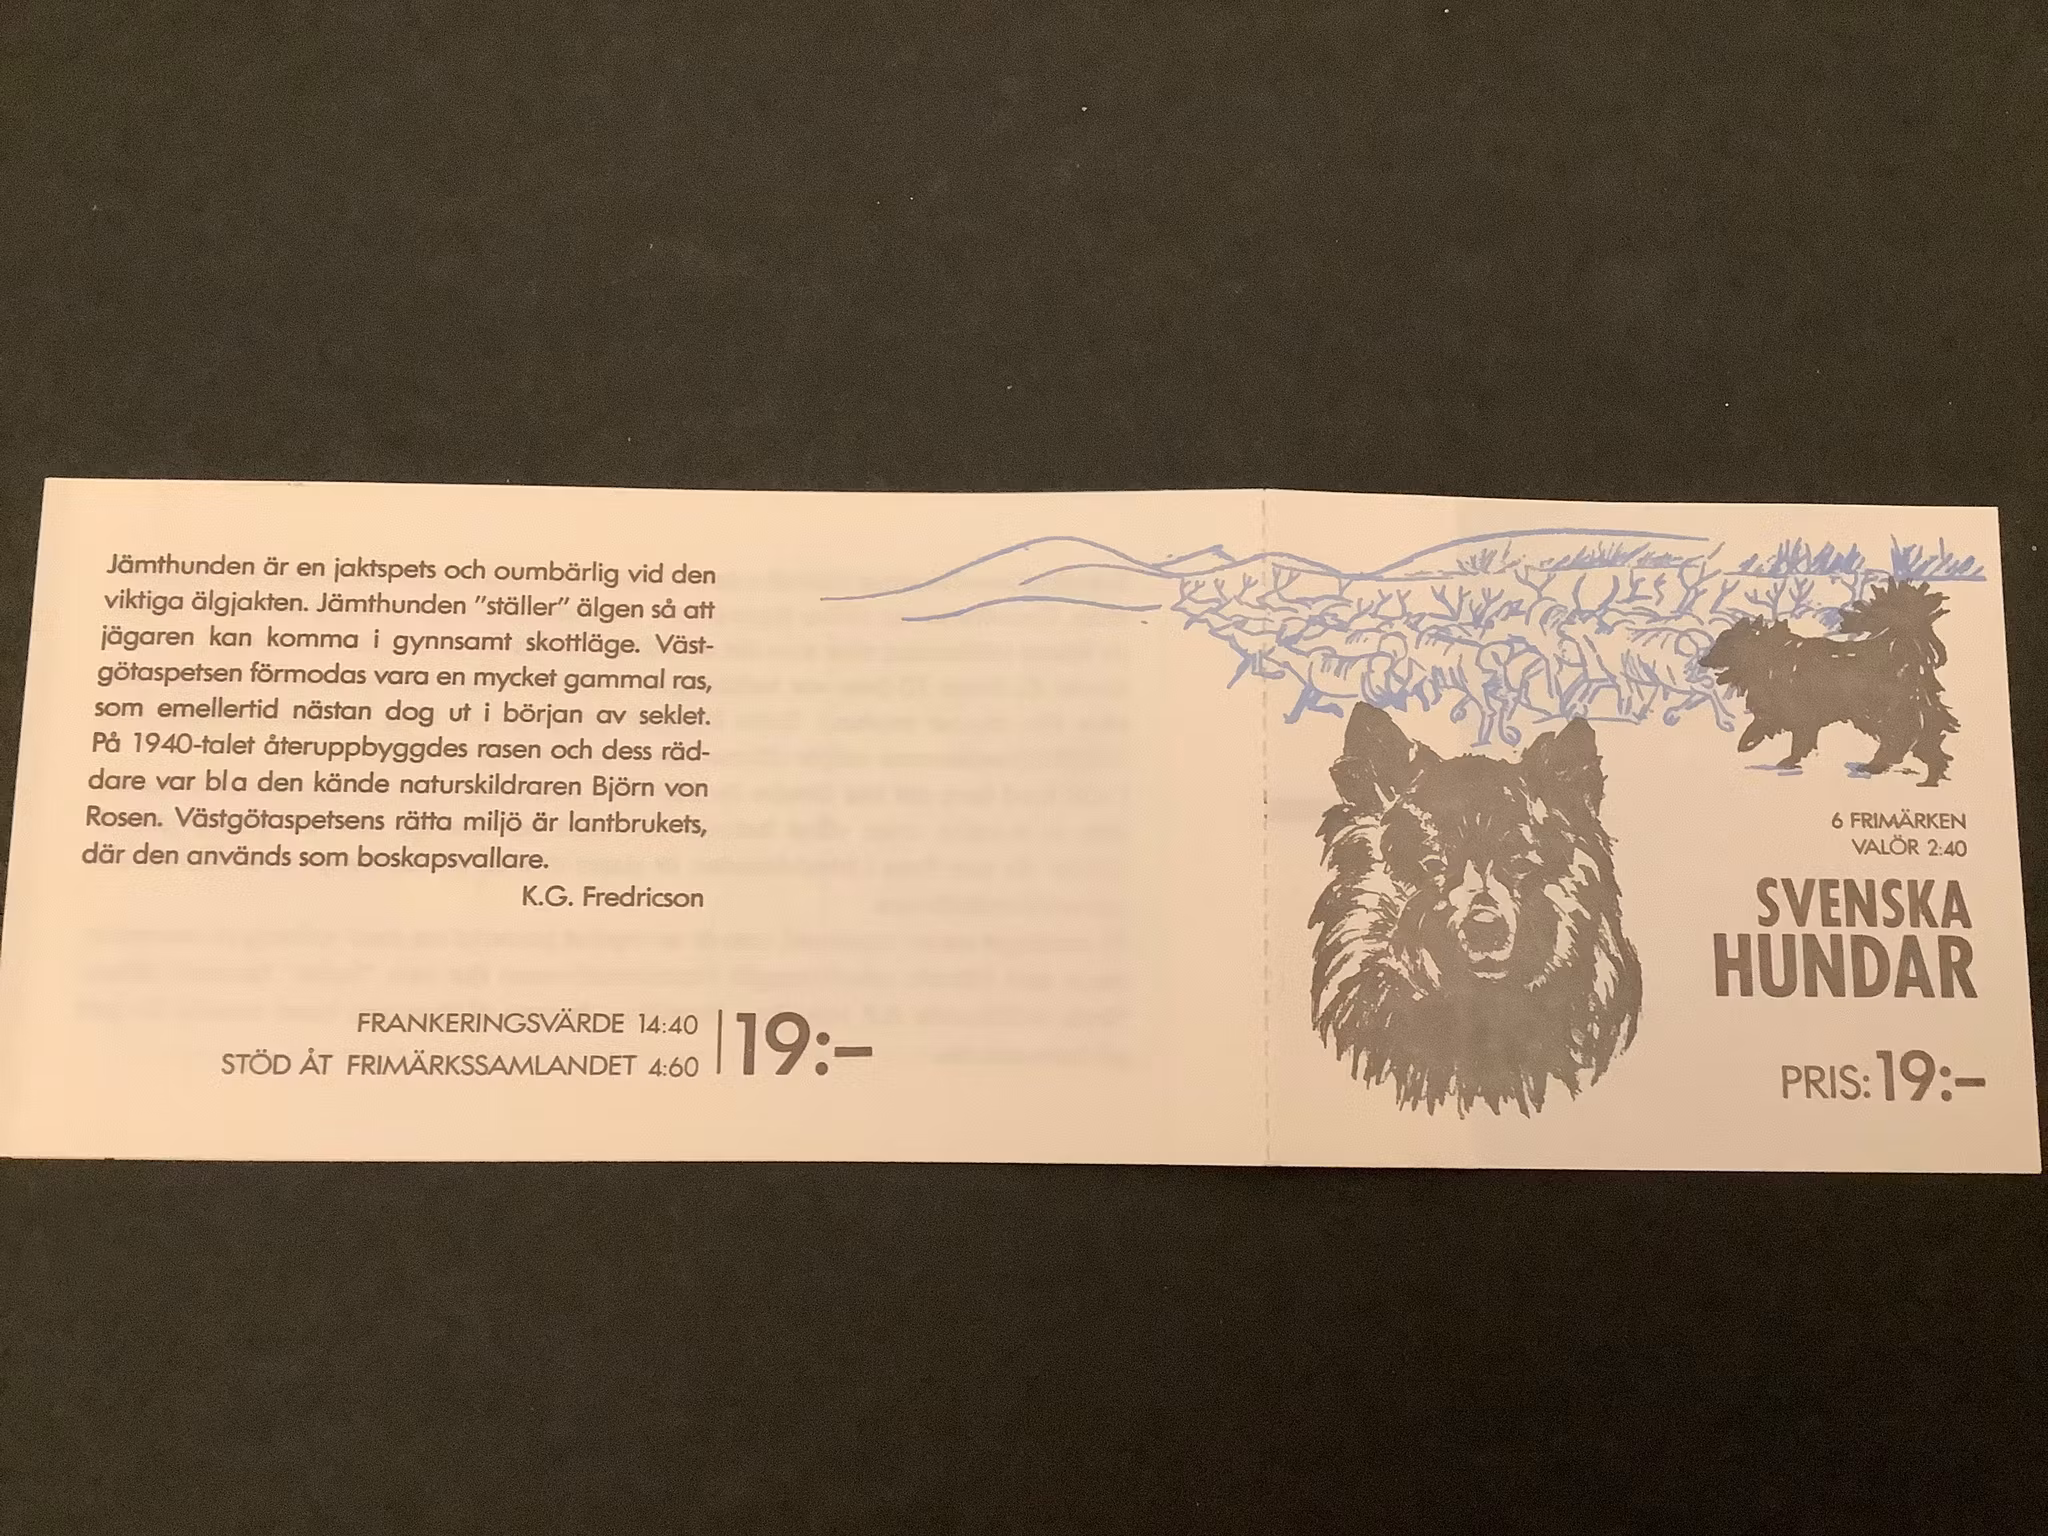 Jämthunden är en jaktspets och oumbärlig vid den
viktiga älgjakten. Jämthunden "ställer" älgen så att
jägaren kan komma i gynnsamt skottläge. Väst-
götaspetsen förmodas vara en mycket gammal ras,
som emellertid nästan dog ut i början av seklet.
På 1940-talet återuppbyggdes rasen och dess räd-
dare var bl a den kände naturskildraren Björn von
Rosen. Västgötaspetsens rätta miljö är lantbrukets,
där den används som boskapsvallare.
K.G. Fredricson
FRANKERINGSVÄRDE 14:40
STÖD ÅT FRIMÄRKSSAMLANDET 4:60
19:–
6 FRIMÄRKEN
VALÖR 2:40
SVENSKA
HUNDAR
PRIS: 19:–